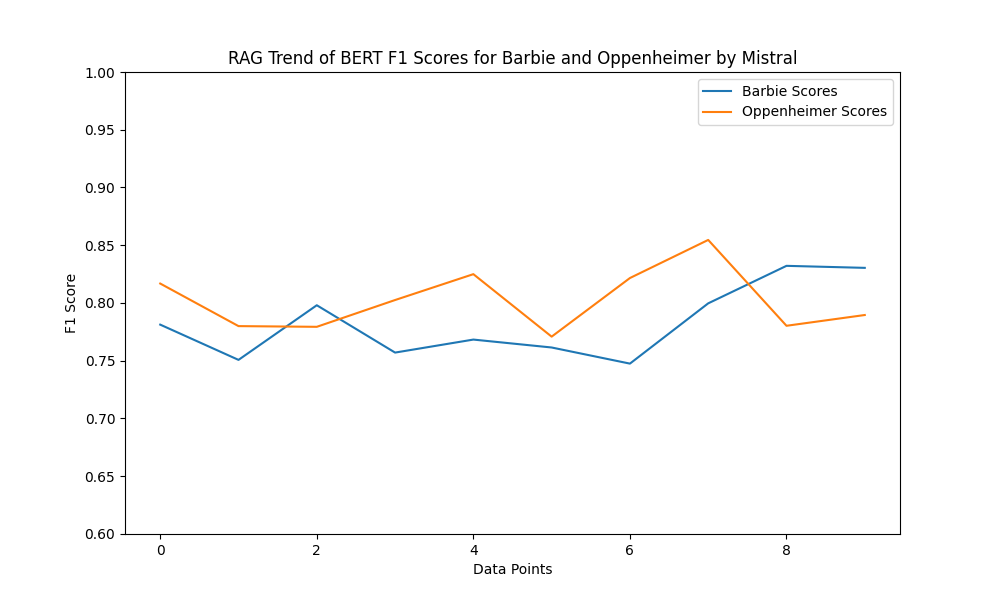 RAG Trend of BERT F1 Scores for Barbie and Oppenheimer by Mistral
Barbie Scores
Oppenheimer Scores
1.00
0.95
0.90
0.85
0.80
0.75
0.70
0.65
0.60
F1 Score
0 2 4 6 8
Data Points